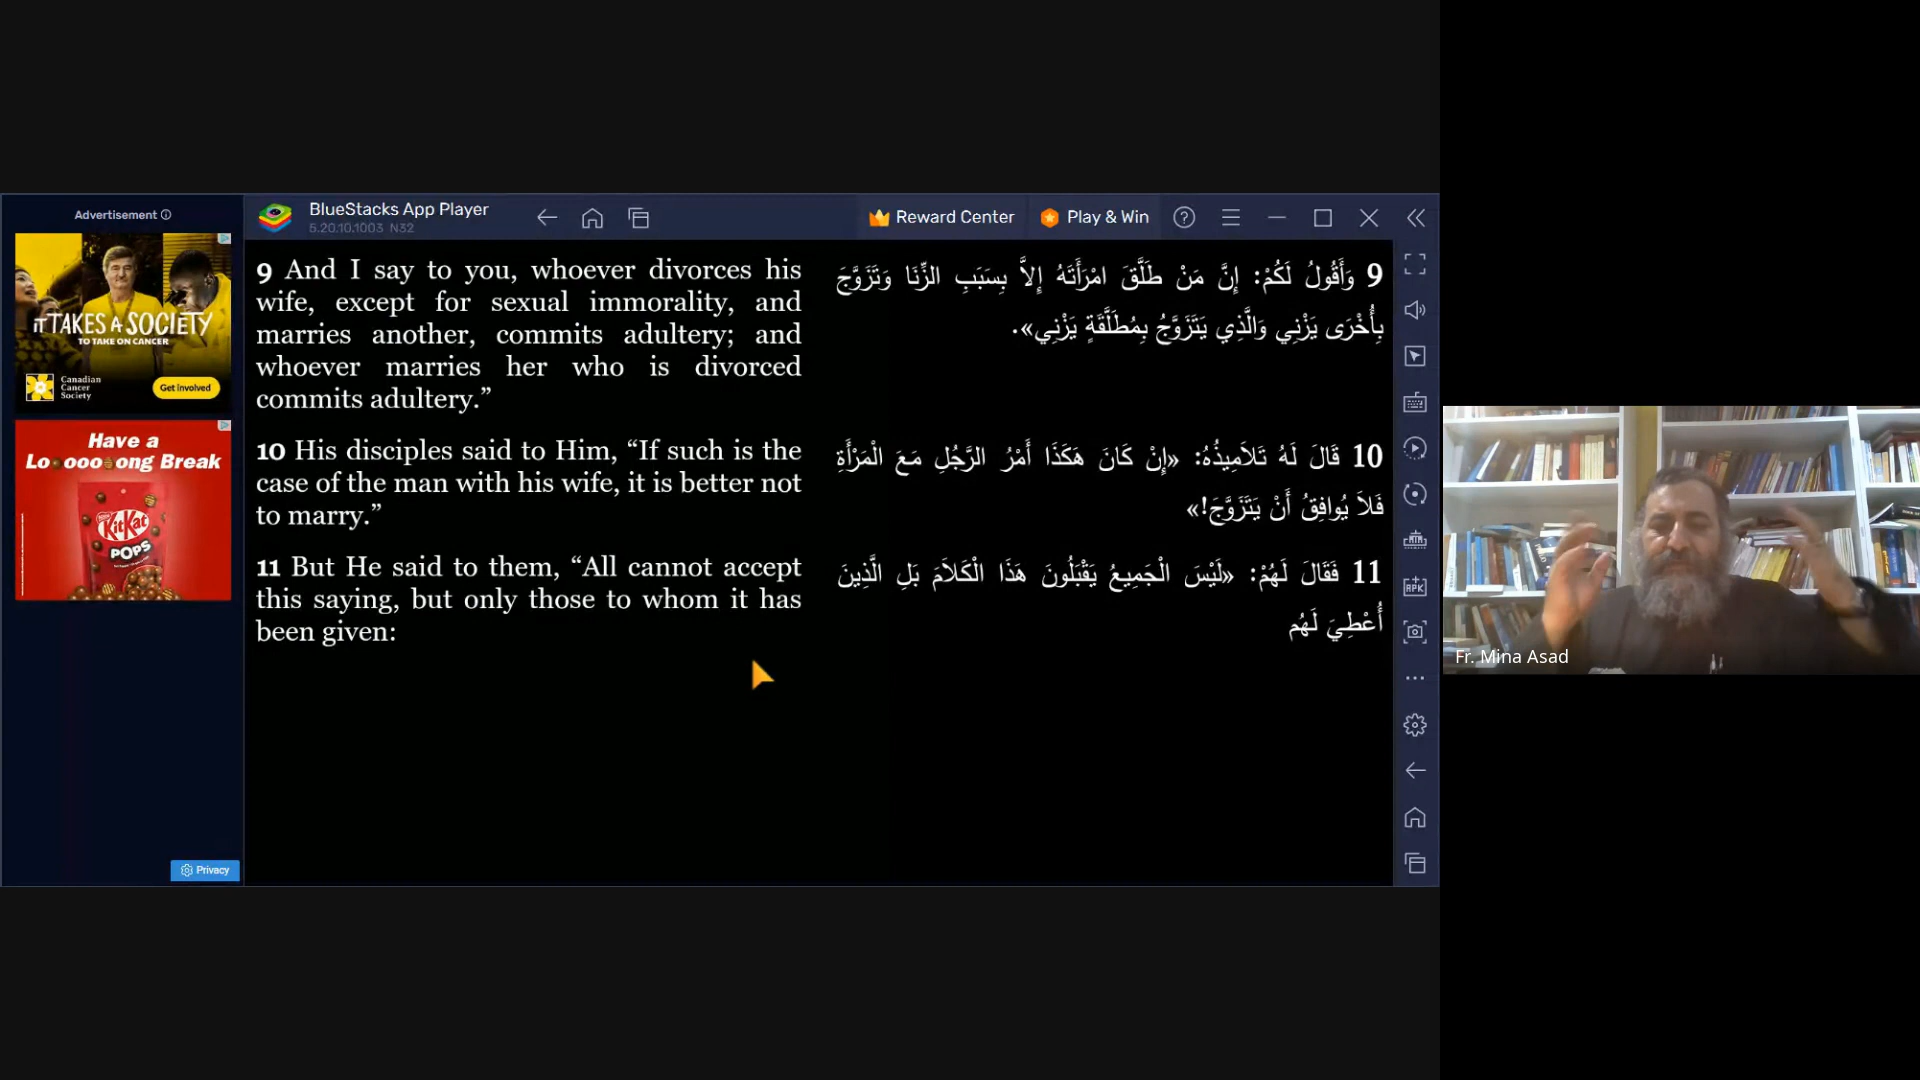 Advertisement
IT TAKES A SOCIETY
TO TAKE ON CANCER
Canadian
Cancer
Society
Get involved
Have a
Lo ooo ong Break
KitKat
POPS
Privacy
BlueStacks App Player
5.20.10.1003 N32
Reward Center
Play & Win
9 And I say to you, whoever divorces his
wife, except for sexual immorality, and
marries another, commits adultery; and
whoever marries her who is divorced
commits adultery.”
10 His disciples said to Him, “If such is the
case of the man with his wife, it is better not
to marry.”
11 But He said to them, “All cannot accept
this saying, but only those to whom it has
been given:
9 وَأَقُولُ لَكُمْ: إِنَّ مَنْ طَلَّقَ امْرَأَتَهُ إِلاَّ بِسَبَبِ الزِّنَا وَتَزَوَّجَ
بِأُخْرَى يَزْنِي وَالَّذِي يَتَزَوَّجُ بِمُطَلَّقَةٍ يَزْنِي».
10 قَالَ لَهُ تَلاَمِيذُهُ: «إِنْ كَانَ هَكَذَا أَمْرُ الرَّجُلِ مَعَ الْمَرْأَةِ
فَلاَ يُوافِقُ أَنْ يَتَزَوَّجَ!»
11 فَقَالَ لَهُمْ: «لَيْسَ الْجَمِيعُ يَقْبَلُونَ هَذَا الْكَلاَمَ بَلِ الَّذِينَ
أُعْطِيَ لَهُم
APK
Fr. Mina Asad